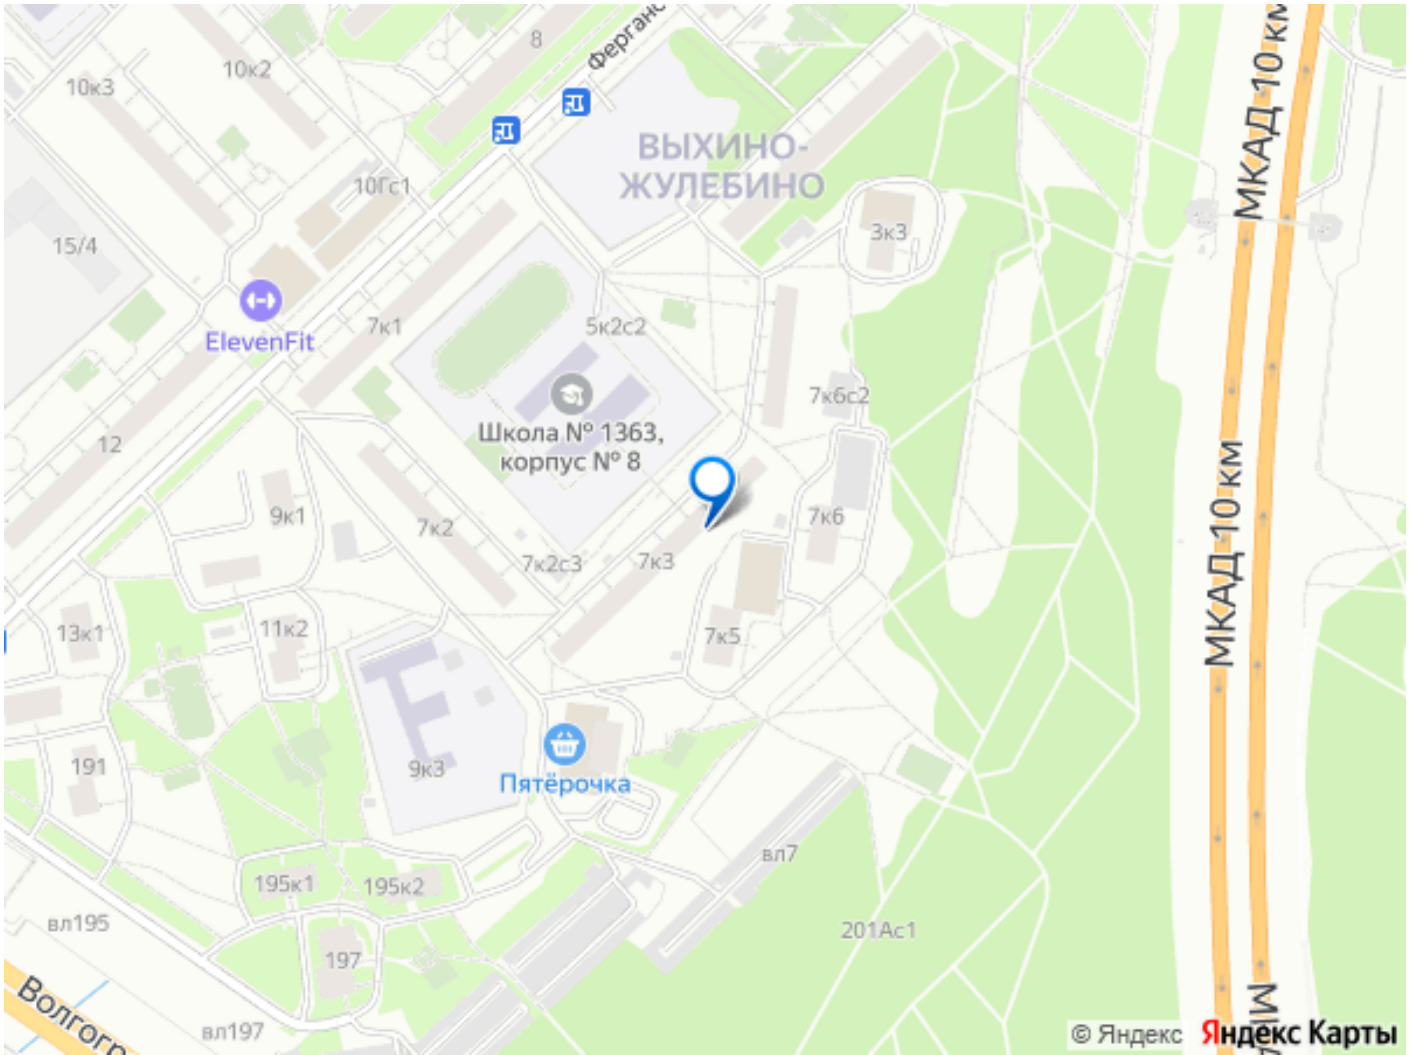 8
Ферганс
МКАД 10 км
10к2
10к3
ВЫХИНО-
ЖУЛЕБИНО
10Гс1
3к3
15/4
7к1
5к2с2
ElevenFit
7к6с2
Школа № 1363,
корпус № 8
12
9к1
7к2
7к6
МКАД 10 км
7к2с3
7к3
13к1
11к2
7к5
191
9к3
Пятёрочка
вл7
195к1
195к2
вл195
201Ас1
197
Волгогр
вл197
© Яндекс
Яндекс Карты